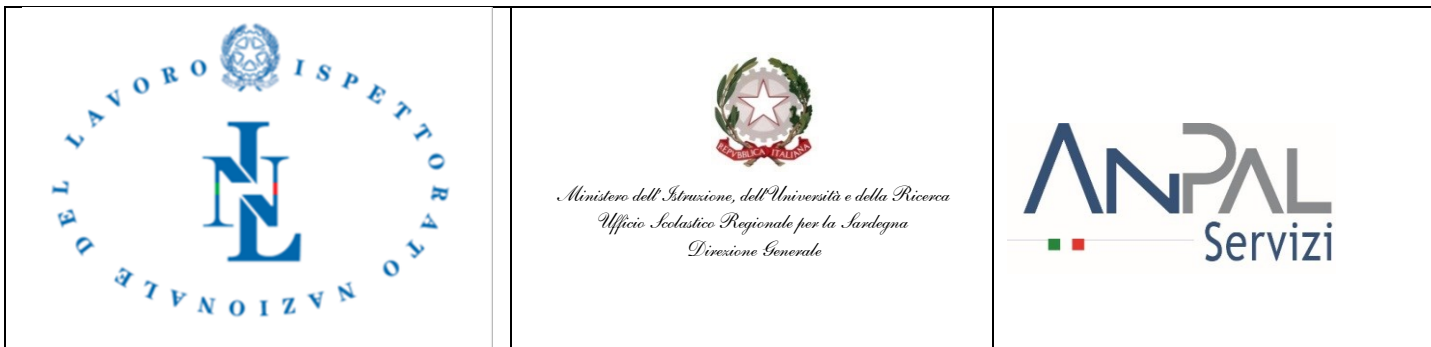 ISPETTORATO NAZIONALE DEL LAVORO
INL
REPVBBLICA ITALIANA
Ministero dell'Istruzione, dell'Università e della Ricerca
Ufficio Scolastico Regionale per la Sardegna
Direzione Generale
ANPAL
Servizi